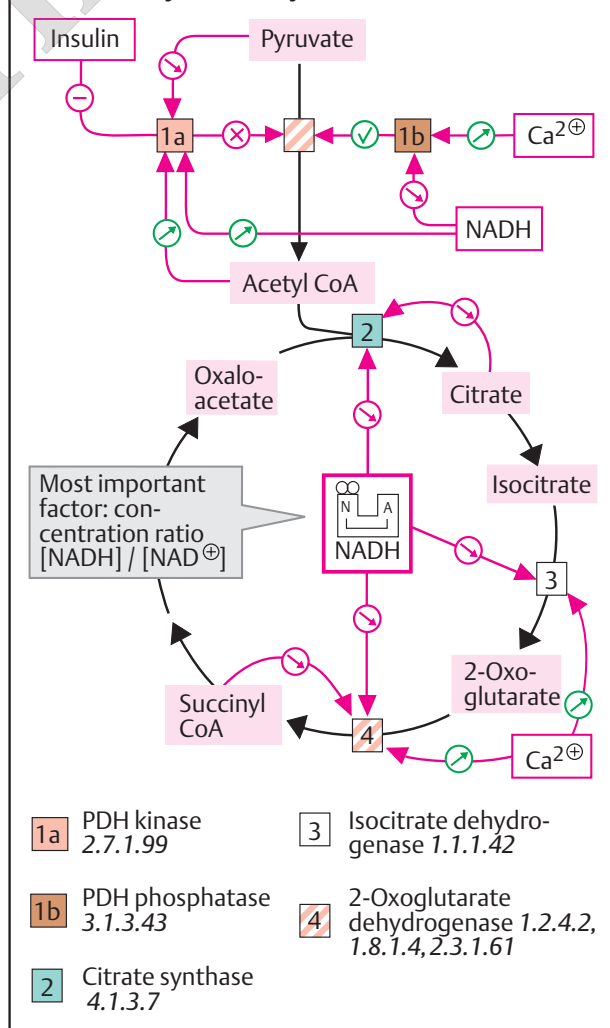 Insulin
Pyruvate
1a
1b
Ca²⊕
NADH
Acetyl CoA
2
Oxalo-
acetate
Citrate
Most important
factor: con-
centration ratio
[NADH] / [NAD⊕]
N A
NADH
Isocitrate
3
2-Oxo-
glutarate
Succinyl
CoA
4
Ca²⊕
1a PDH kinase
2.7.1.99
1b PDH phosphatase
3.1.3.43
2 Citrate synthase
4.1.3.7
3 Isocitrate dehydro-
genase 1.1.1.42
4 2-Oxoglutarate
dehydrogenase 1.2.4.2,
1.8.1.4, 2.3.1.61